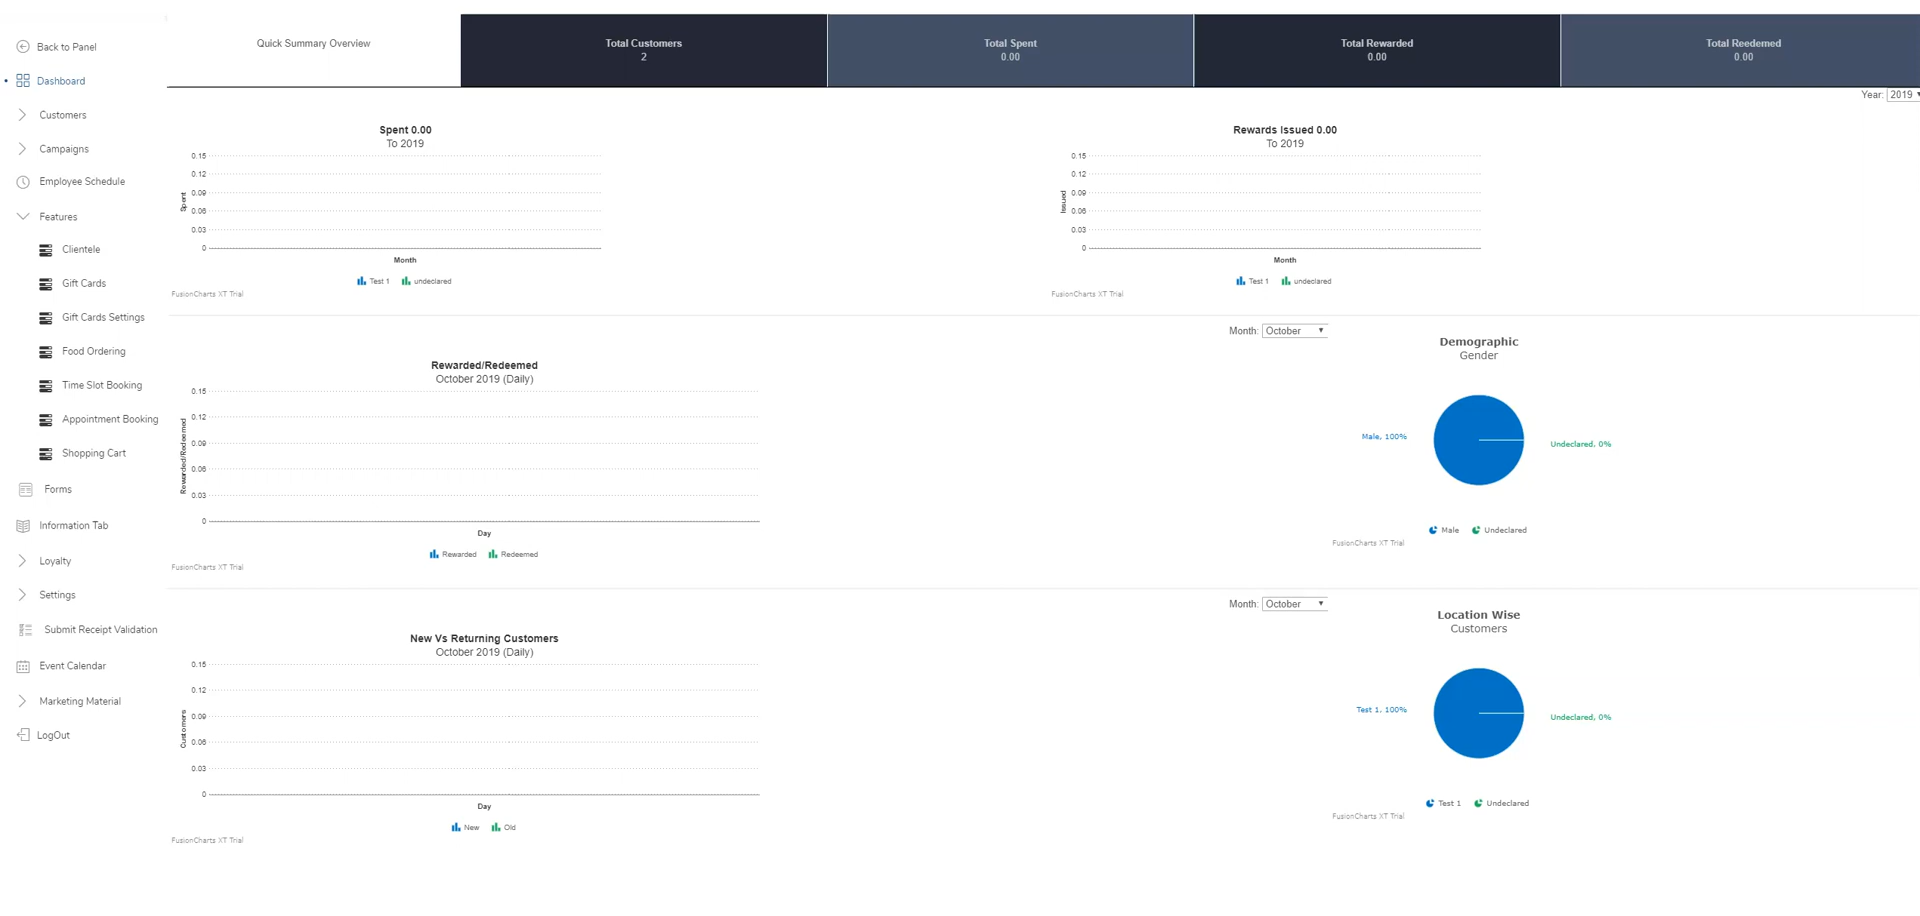 Back to Panel
Dashboard
Customers
Campaigns
Employee Schedule
Features
Clientele
Gift Cards
Gift Cards Settings
Food Ordering
Time Slot Booking
Appointment Booking
Shopping Cart
Forms
Information Tab
Loyalty
Settings
Submit Receipt Validation
Event Calendar
Marketing Material
LogOut
Quick Summary Overview
Total Customers
2
Total Spent
0.00
Total Rewarded
0.00
Total Reedemed
0.00
Year: 2019
Spent 0.00
To 2019
Spent
0.15
0.12
0.09
0.06
0.03
0
Month
Test 1 undeclared
FusionCharts XT Trial
Rewards Issued 0.00
To 2019
Issued
0.15
0.12
0.09
0.06
0.03
0
Month
Test 1 undeclared
FusionCharts XT Trial
Rewarded/Redeemed
October 2019 (Daily)
Rewarded/Redeemed
0.15
0.12
0.09
0.06
0.03
0
Day
Rewarded Redeemed
FusionCharts XT Trial
Month: October
Demographic
Gender
Male, 100%
Undeclared, 0%
Male Undeclared
FusionCharts XT Trial
New Vs Returning Customers
October 2019 (Daily)
Customers
0.15
0.12
0.09
0.06
0.03
0
Day
New Old
FusionCharts XT Trial
Month: October
Location Wise
Customers
Test 1, 100%
Undeclared, 0%
Test 1 Undeclared
FusionCharts XT Trial